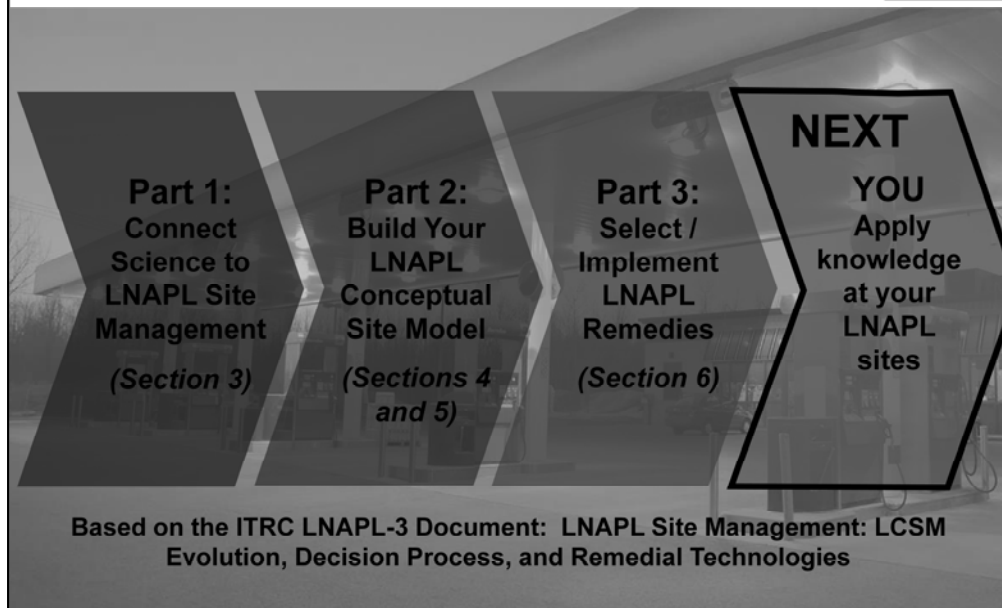 Part 1:
Connect
Science to
LNAPL Site
Management
(Section 3)
Part 2:
Build Your
LNAPL
Conceptual
Site Model
(Sections 4
and 5)
Part 3:
Select /
Implement
LNAPL
Remedies
(Section 6)
NEXT
YOU
Apply
knowledge
at your
LNAPL
sites
Based on the ITRC LNAPL-3 Document: LNAPL Site Management: LCSM
Evolution, Decision Process, and Remedial Technologies